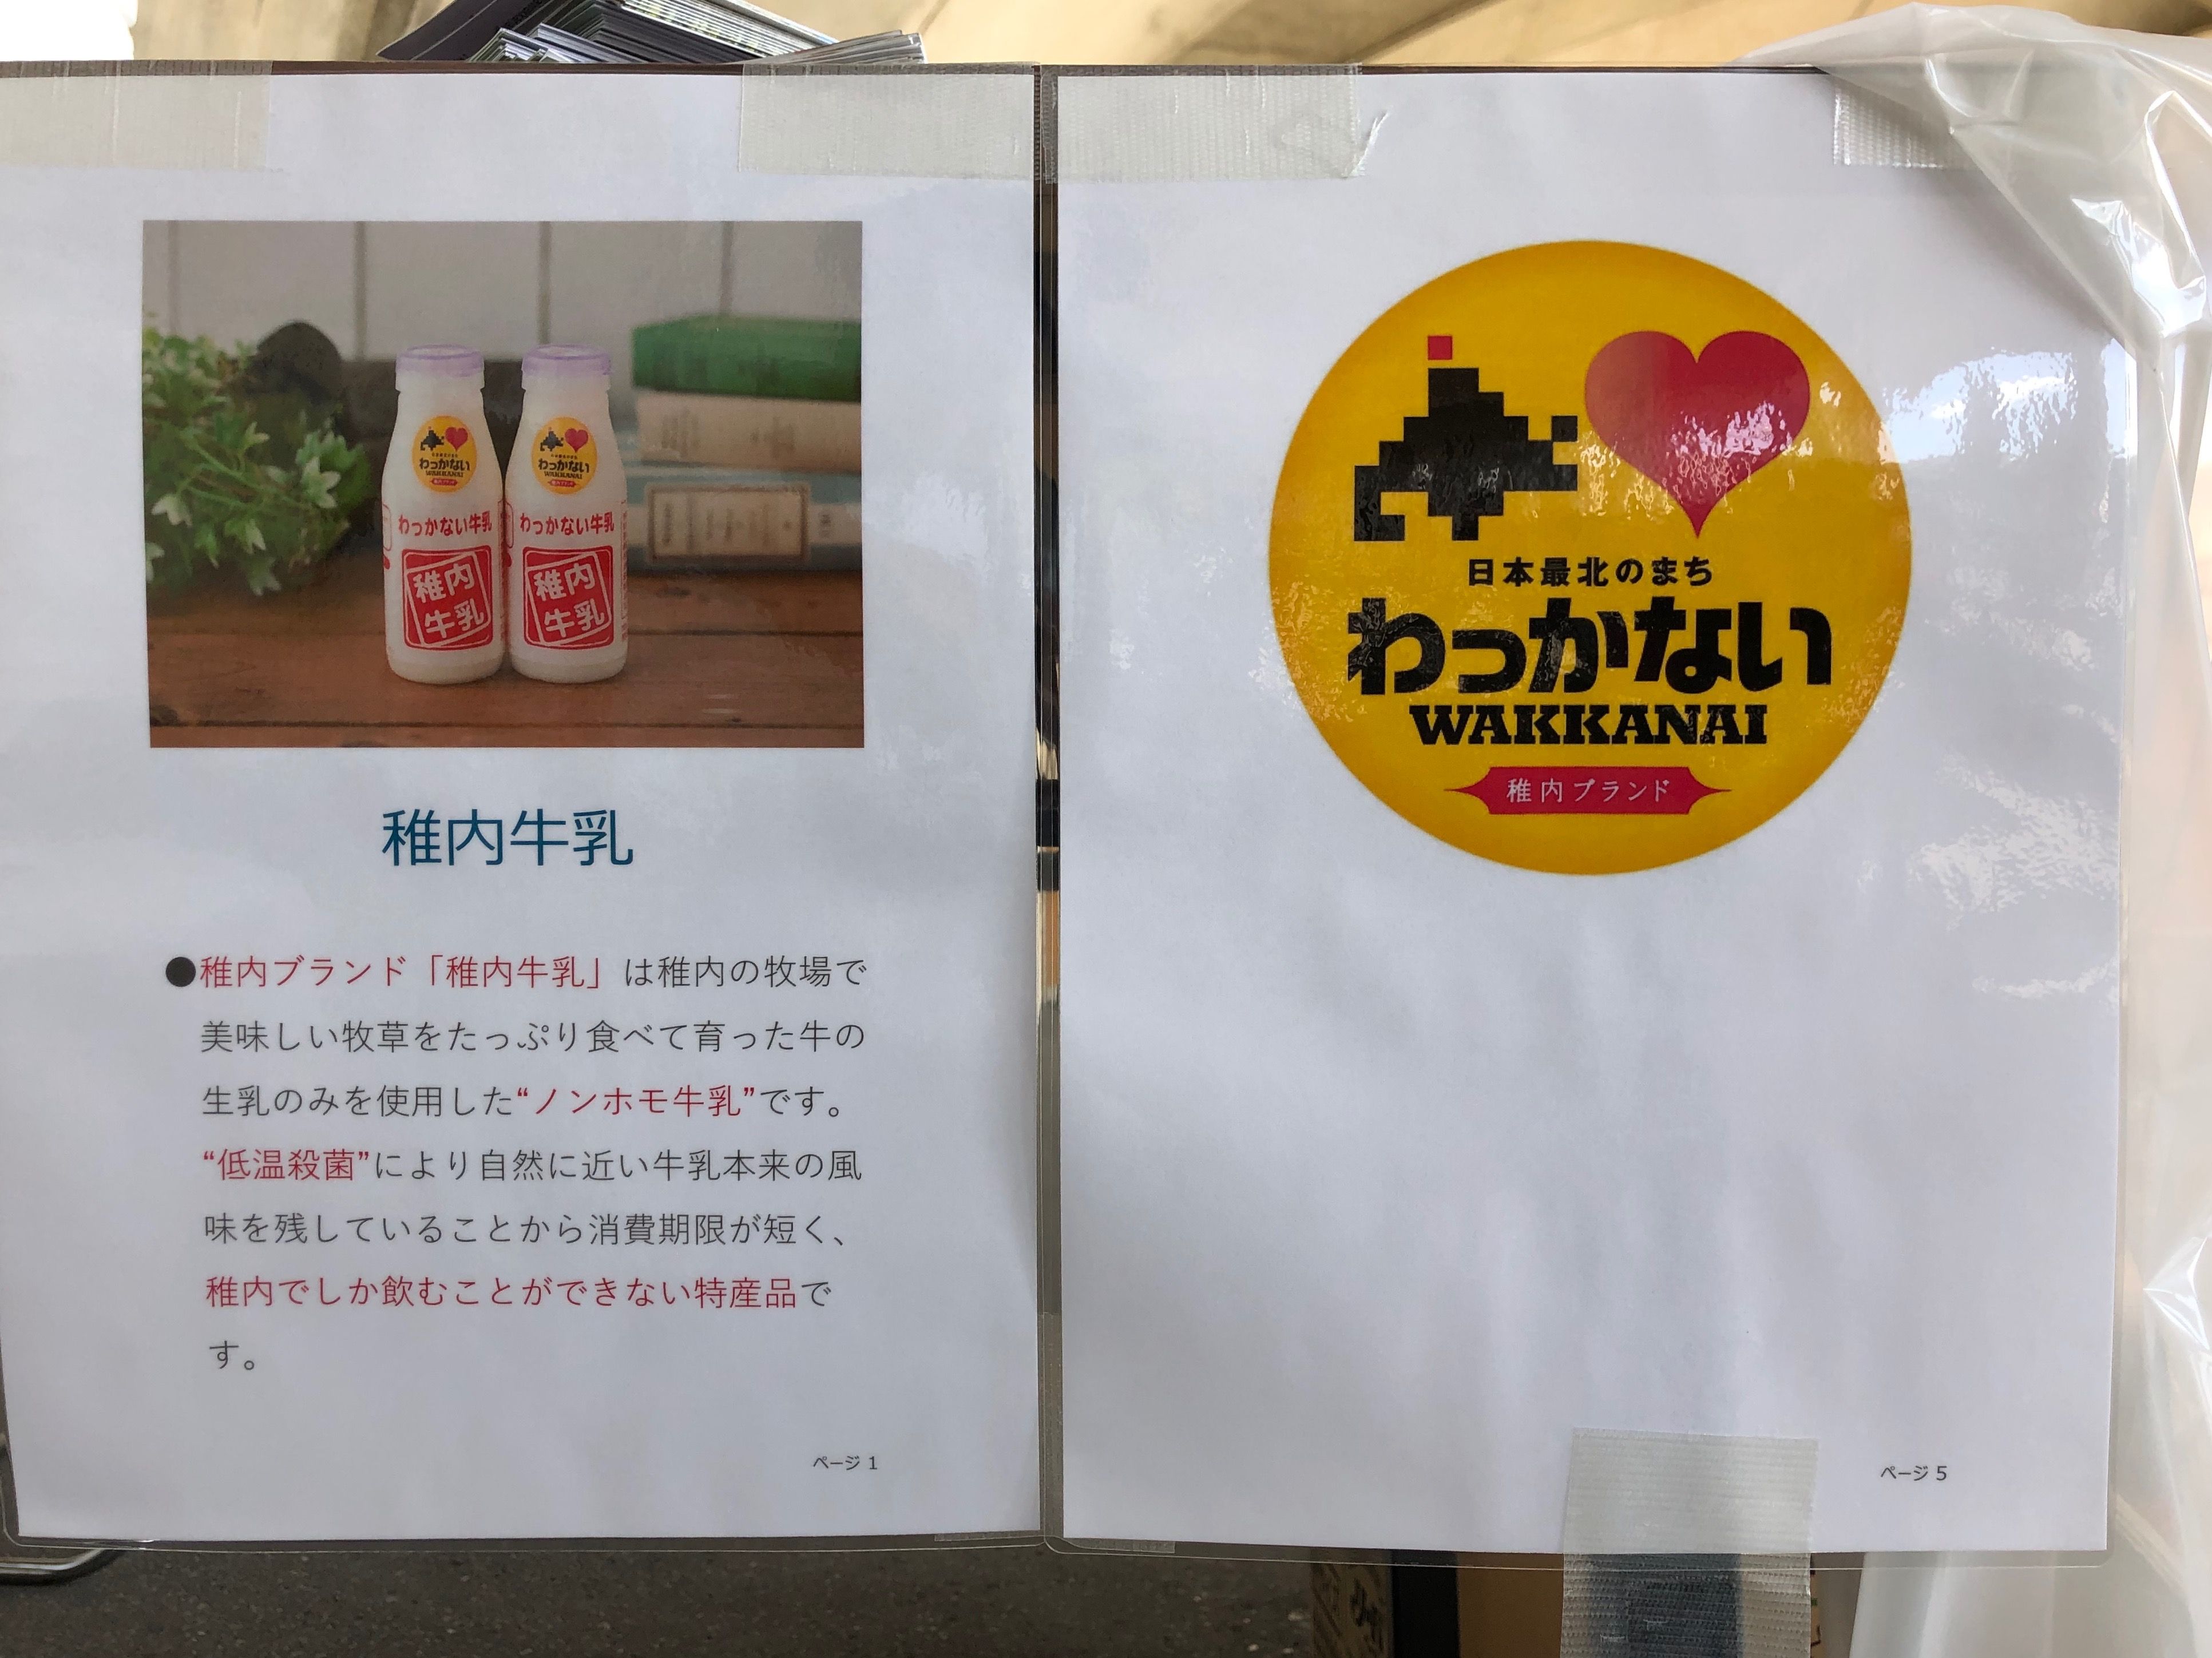 わっかない
WAKKANAI
わっかない牛乳
稚内
牛乳
わっかない
WAKKANAI
わっかない牛乳
稚内
牛乳
稚内牛乳
●稚内ブランド「稚内牛乳」は稚内の牧場で
美味しい牧草をたっぷり食べて育った牛の
生乳のみを使用した“ノンホモ牛乳”です。
“低温殺菌”により自然に近い牛乳本来の風
味を残していることから消費期限が短く、
稚内でしか飲むことができない特産品で
す。
ページ 1
日本最北のまち
わっかない
WAKKANAI
稚内ブランド
ページ 5